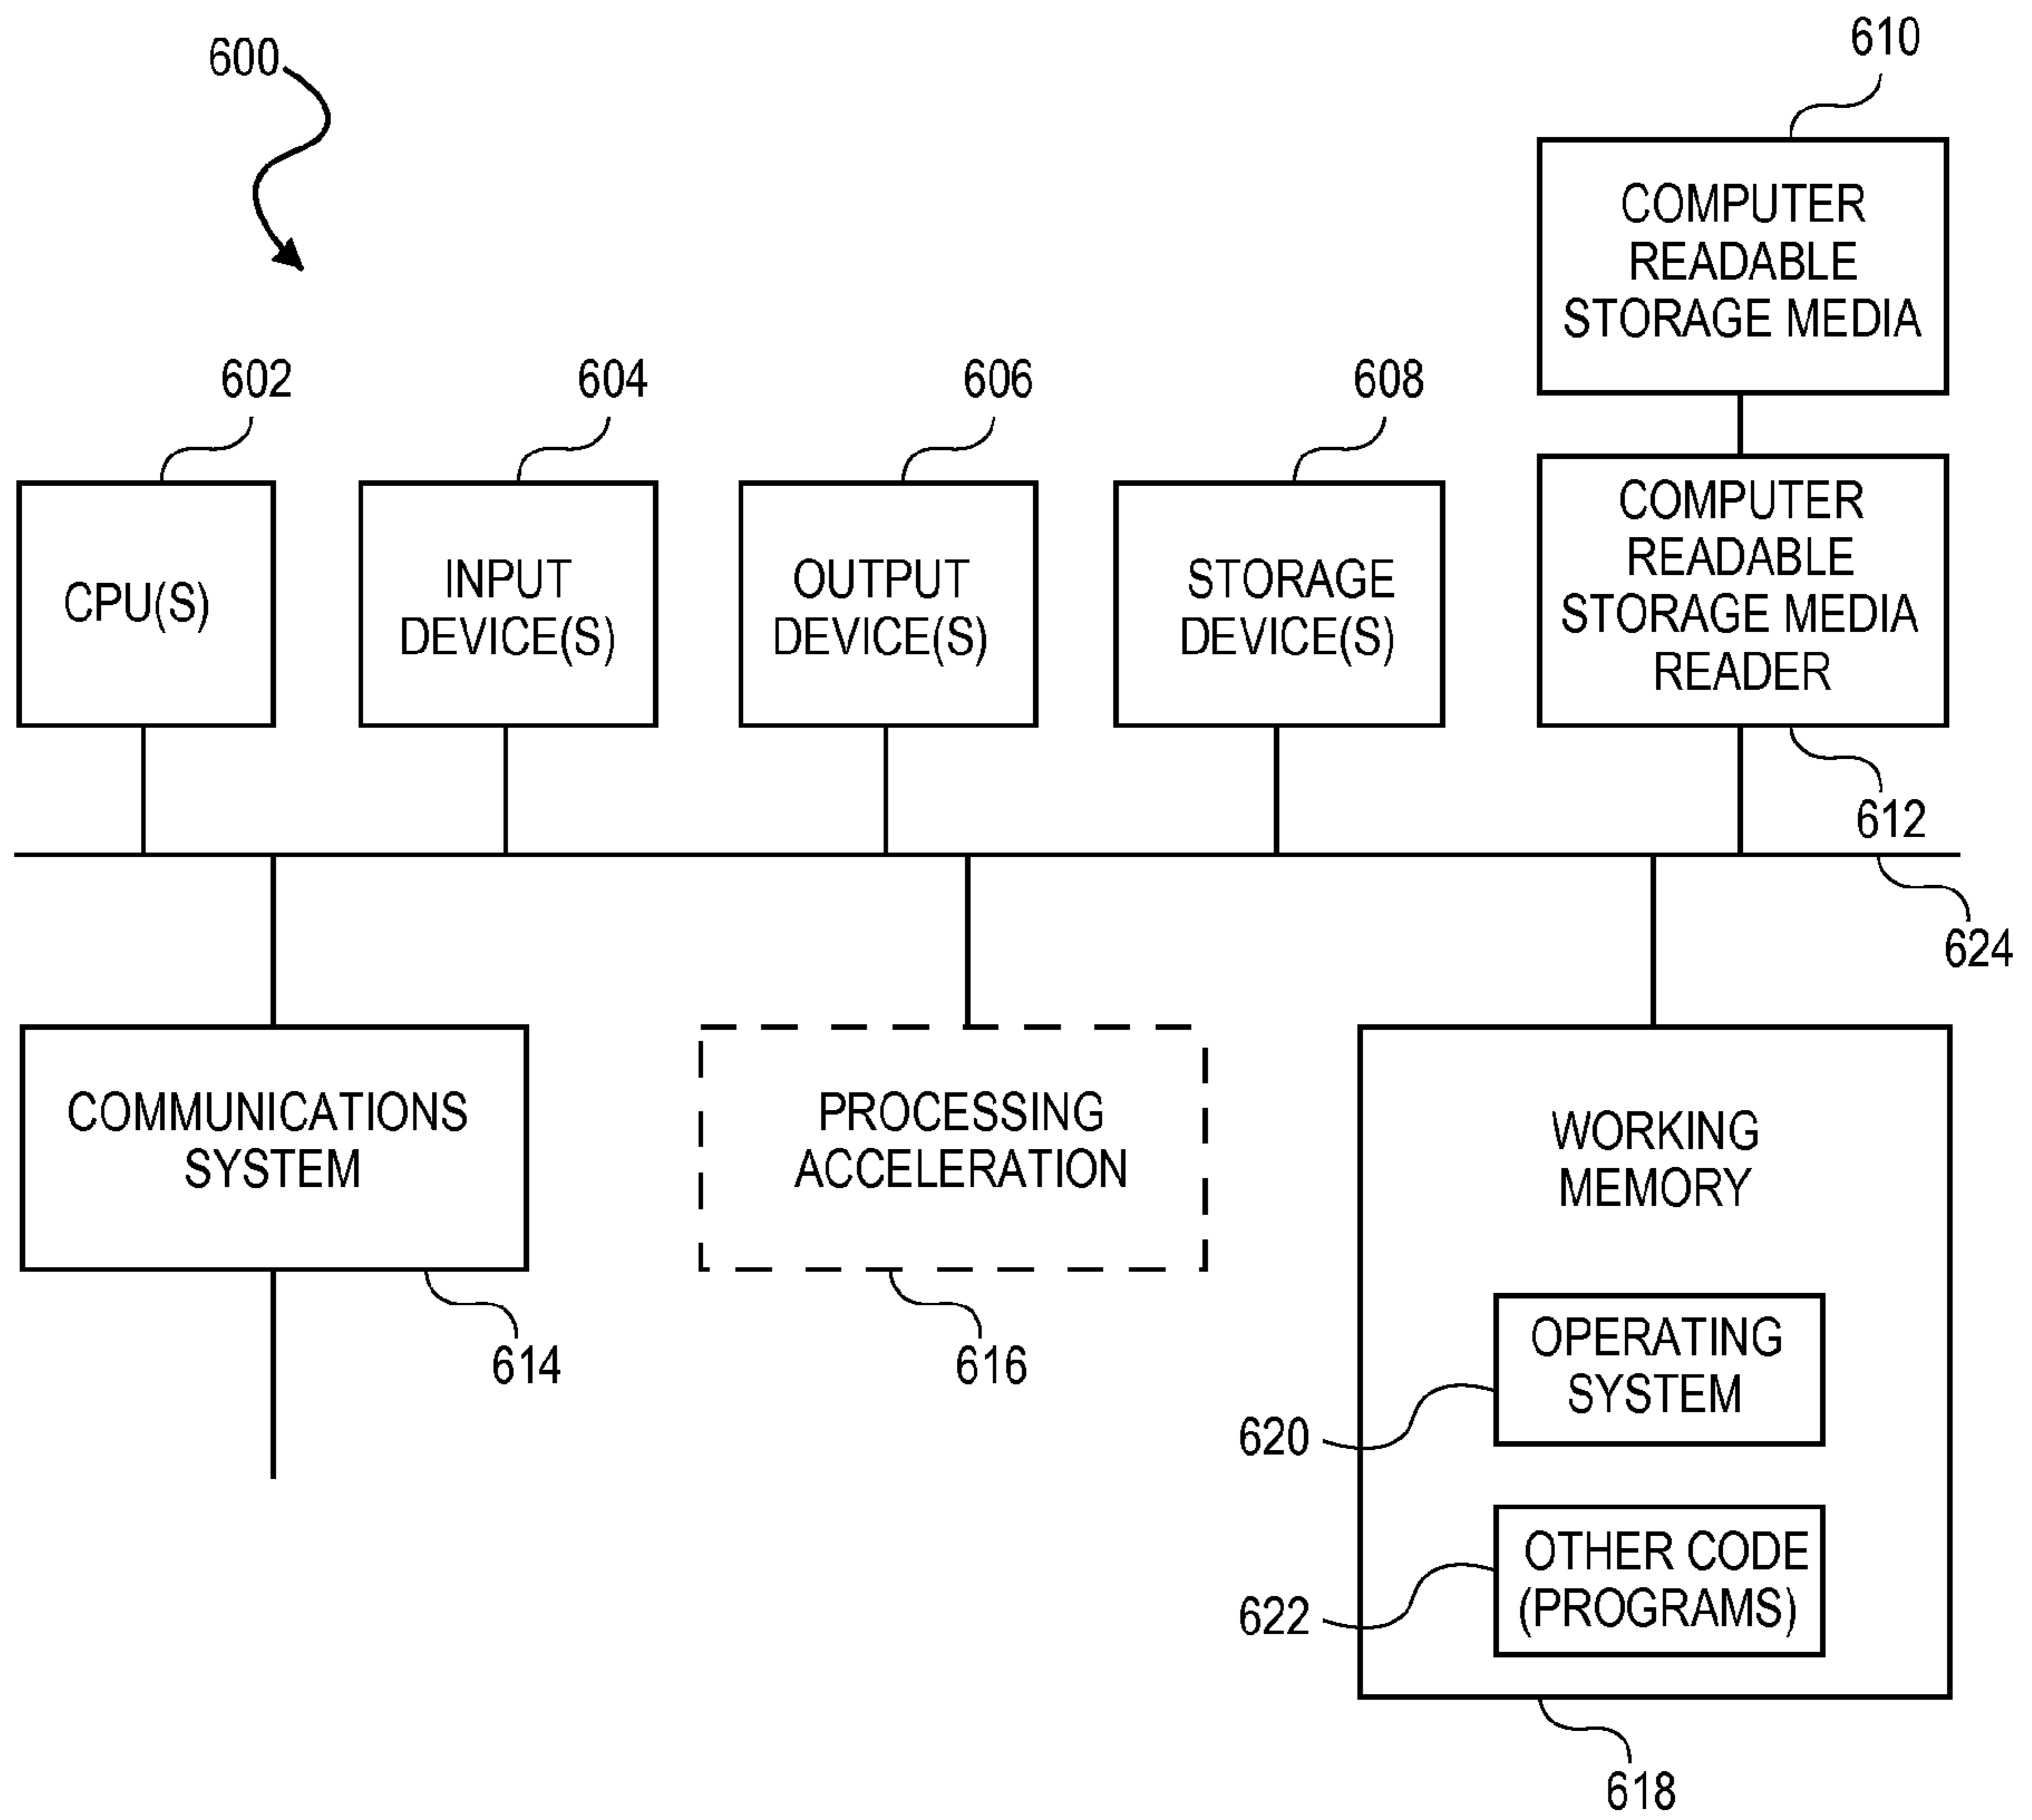 600
610
COMPUTER
READABLE
STORAGE MEDIA
602
604
606
608
CPU(S)
INPUT
DEVICE(S)
OUTPUT
DEVICE(S)
STORAGE
DEVICE(S)
COMPUTER
READABLE
STORAGE MEDIA
READER
612
624
COMMUNICATIONS
SYSTEM
614
PROCESSING
ACCELERATION
616
WORKING
MEMORY
OPERATING
SYSTEM
620
OTHER CODE
(PROGRAMS)
622
618